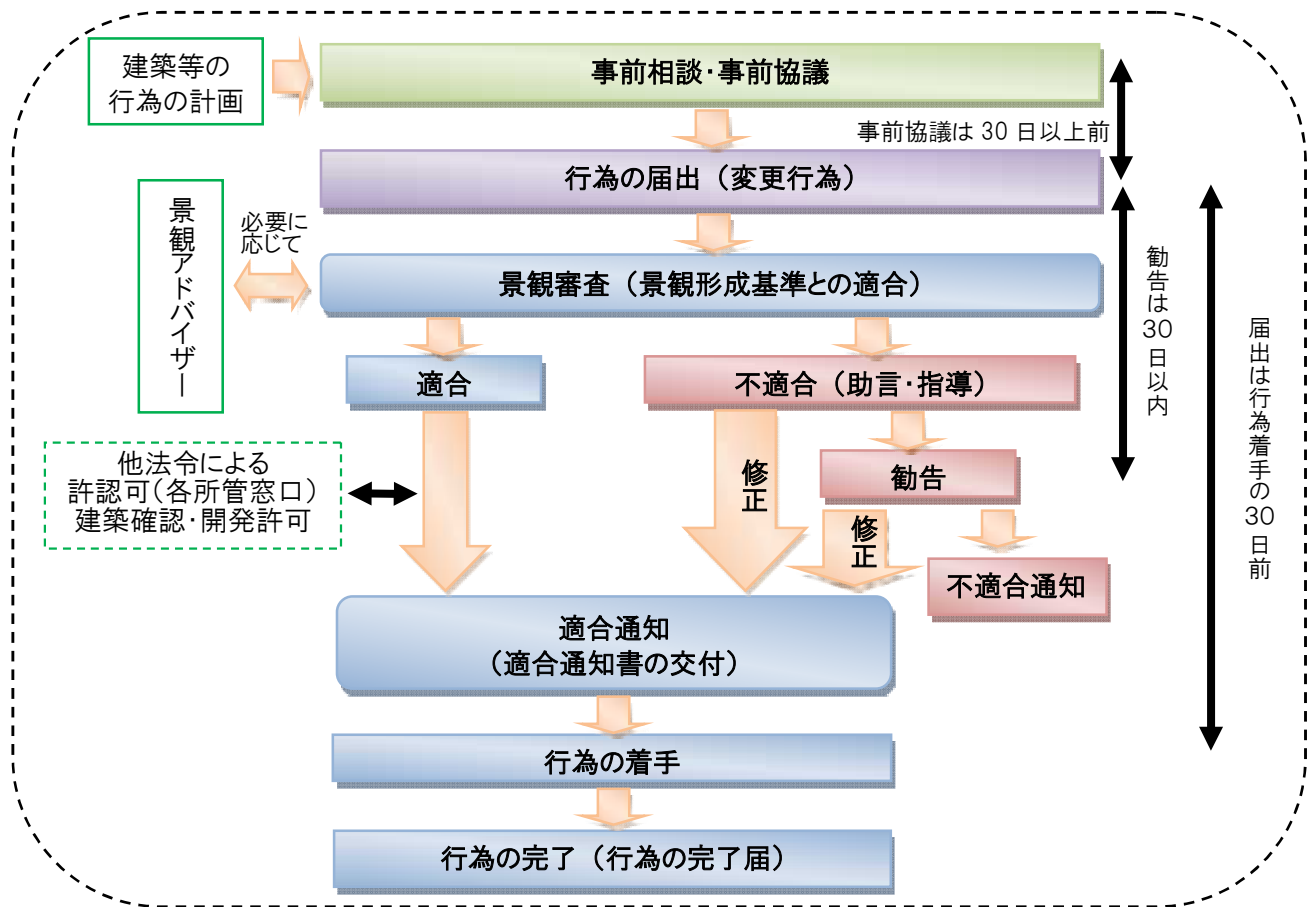 建築等の
行為の計画
事前相談・事前協議
事前協議は 30 日以上前
行為の届出（変更行為）
景観アドバイザー
必要に
応じて
景観審査（景観形成基準との適合）
勧告は30日以内
届出は行為着手の30日前
適合
不適合（助言・指導）
他法令による
許認可（各所管窓口）
建築確認・開発許可
修正
勧告
修正
不適合通知
適合通知
（適合通知書の交付）
行為の着手
行為の完了（行為の完了届）